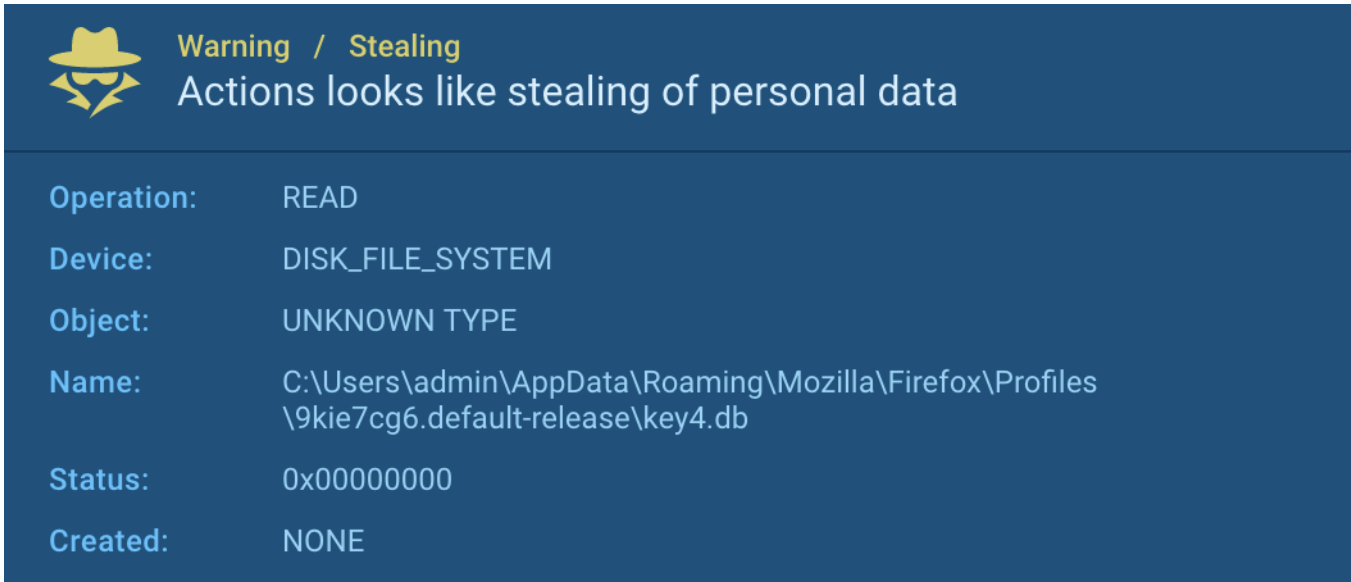 Warning / Stealing
Actions looks like stealing of personal data
Operation: READ
Device: DISK_FILE_SYSTEM
Object: UNKNOWN TYPE
Name: C:\Users\admin\AppData\Roaming\Mozilla\Firefox\Profiles
\9kie7cg6.default-release\key4.db
Status: 0x00000000
Created: NONE